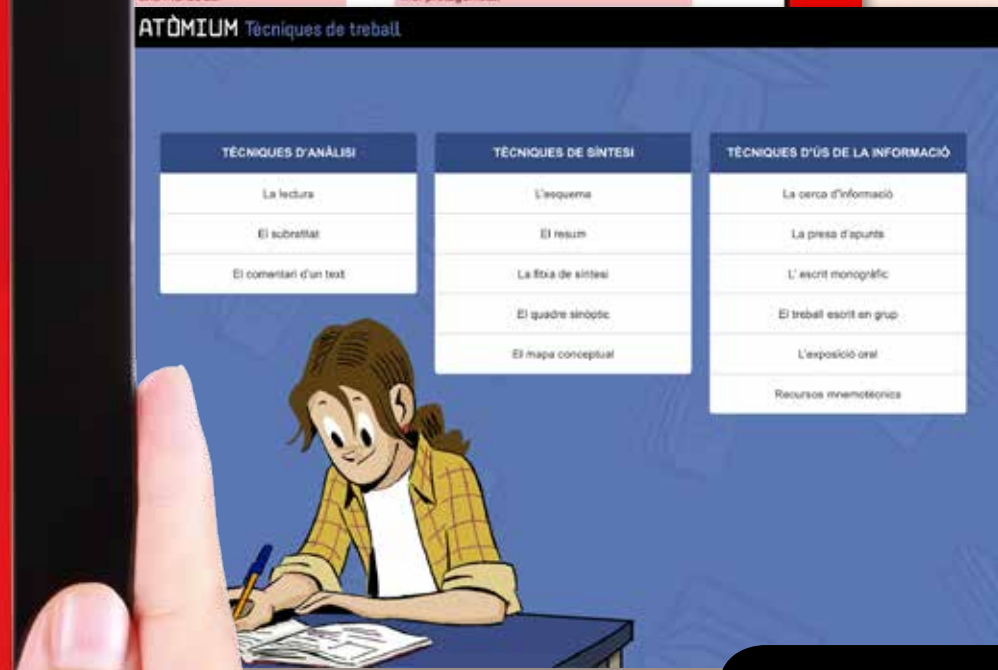 ATÒMIUM Tècniques de treball
TÈCNIQUES D'ANÀLISI
La lectura
El subratllat
El comentari d'un text
TÈCNIQUES DE SÍNTESI
L'esquema
El resum
La fitxa de síntesi
El quadre sinòptic
El mapa conceptual
TÈCNIQUES D'ÚS DE LA INFORMACIÓ
La cerca d'informació
La presa d'apunts
L' escrit monogràfic
El treball escrit en grup
L'exposició oral
Recursos mnemotècnics